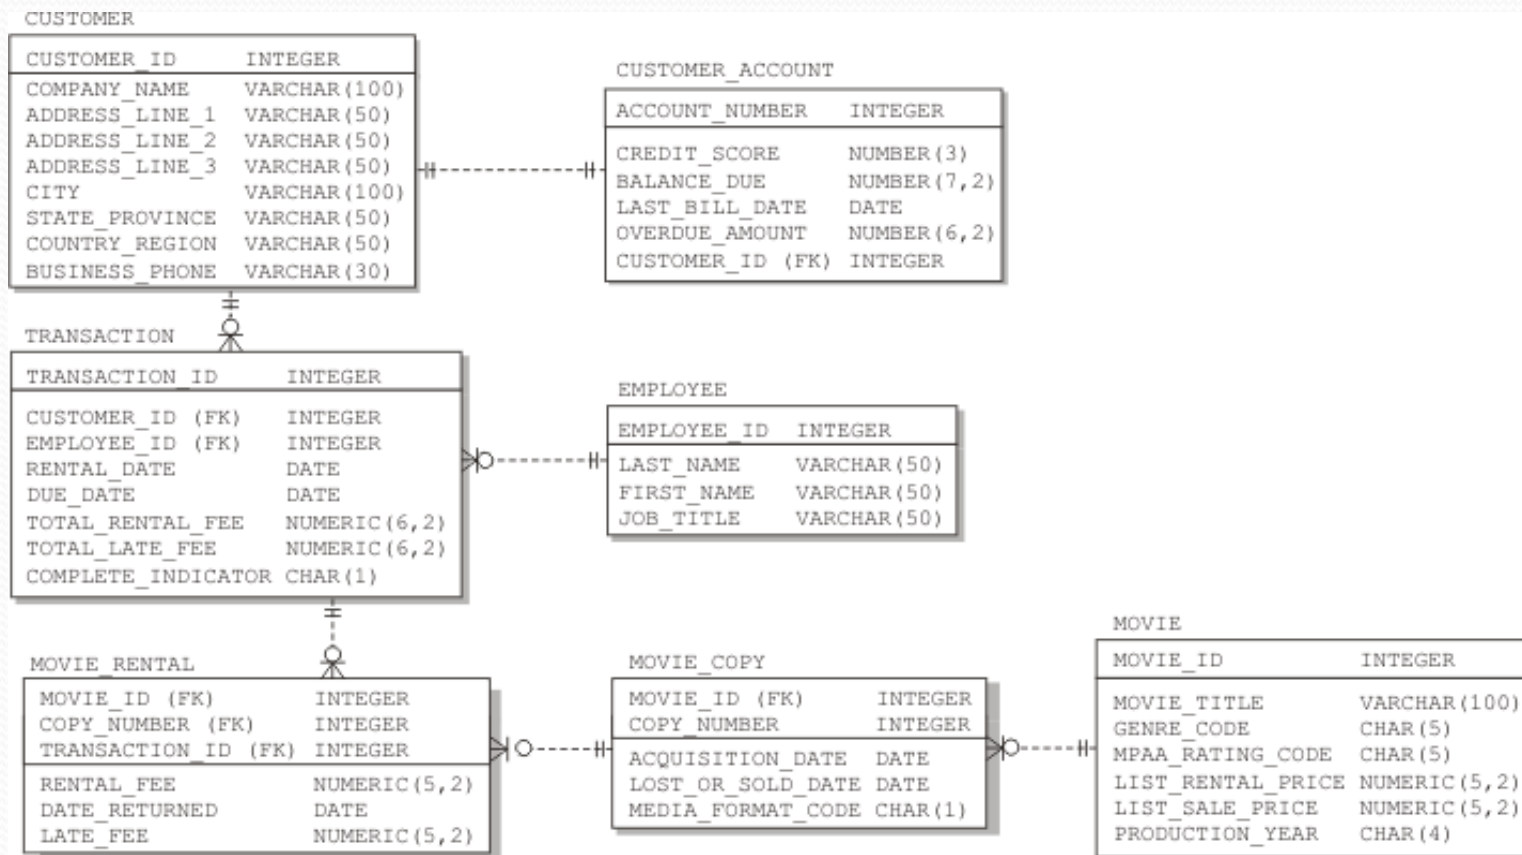 CUSTOMER
CUSTOMER_ID INTEGER
COMPANY_NAME VARCHAR(100)
ADDRESS_LINE_1 VARCHAR(50)
ADDRESS_LINE_2 VARCHAR(50)
ADDRESS_LINE_3 VARCHAR(50)
CITY VARCHAR(100)
STATE_PROVINCE VARCHAR(50)
COUNTRY_REGION VARCHAR(50)
BUSINESS_PHONE VARCHAR(30)
CUSTOMER_ACCOUNT
ACCOUNT_NUMBER INTEGER
CREDIT_SCORE NUMBER(3)
BALANCE_DUE NUMBER(7,2)
LAST_BILL_DATE DATE
OVERDUE_AMOUNT NUMBER(6,2)
CUSTOMER_ID (FK) INTEGER
TRANSACTION
TRANSACTION_ID INTEGER
CUSTOMER_ID (FK) INTEGER
EMPLOYEE_ID (FK) INTEGER
RENTAL_DATE DATE
DUE_DATE DATE
TOTAL_RENTAL_FEE NUMERIC(6,2)
TOTAL_LATE_FEE NUMERIC(6,2)
COMPLETE_INDICATOR CHAR(1)
EMPLOYEE
EMPLOYEE_ID INTEGER
LAST_NAME VARCHAR(50)
FIRST_NAME VARCHAR(50)
JOB_TITLE VARCHAR(50)
MOVIE_RENTAL
MOVIE_ID (FK) INTEGER
COPY_NUMBER (FK) INTEGER
TRANSACTION_ID (FK) INTEGER
RENTAL_FEE NUMERIC(5,2)
DATE_RETURNED DATE
LATE_FEE NUMERIC(5,2)
MOVIE_COPY
MOVIE_ID (FK) INTEGER
COPY_NUMBER INTEGER
ACQUISITION_DATE DATE
LOST_OR_SOLD_DATE DATE
MEDIA_FORMAT_CODE CHAR(1)
MOVIE
MOVIE_ID INTEGER
MOVIE_TITLE VARCHAR(100)
GENRE_CODE CHAR(5)
MPAA_RATING_CODE CHAR(5)
LIST_RENTAL_PRICE NUMERIC(5,2)
LIST_SALE_PRICE NUMERIC(5,2)
PRODUCTION_YEAR CHAR(4)